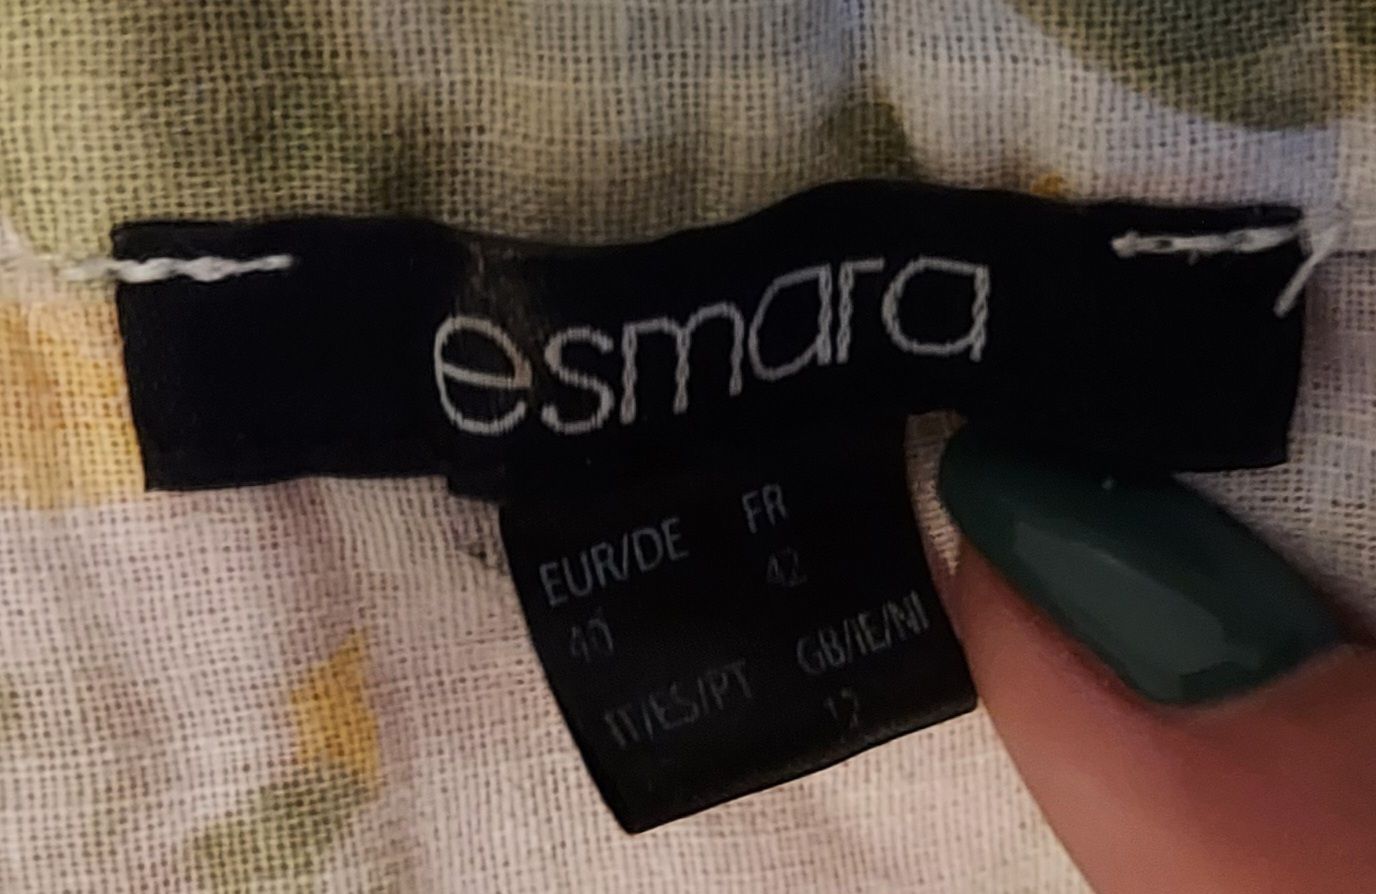 esmara
EUR/DE FR
40 42
IT/ES/PT GB/IE/NI
12